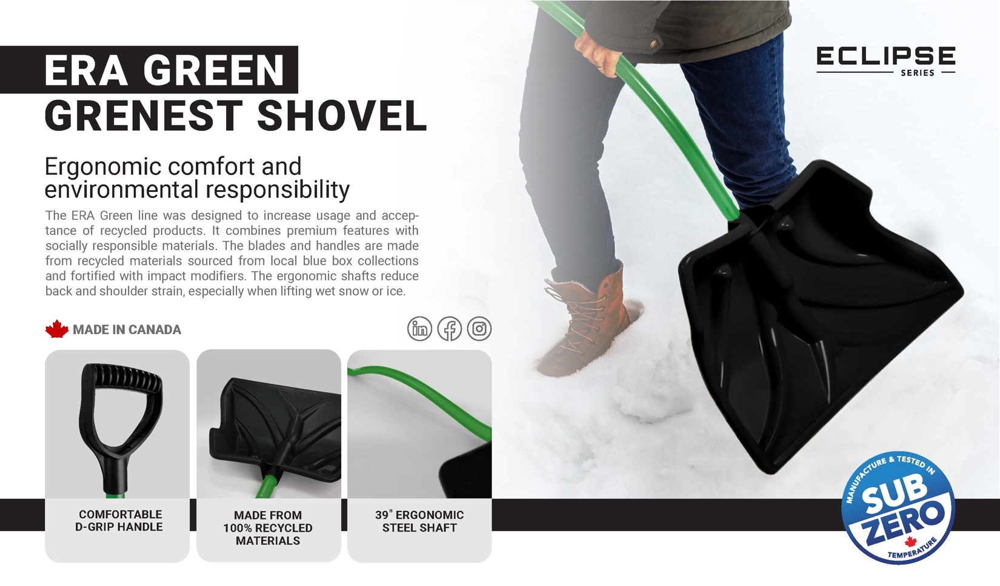 ERA GREEN
GRENEST SHOVEL
ECLIPSE
SERIES
Ergonomic comfort and
environmental responsibility
The ERA Green line was designed to increase usage and accep-
tance of recycled products. It combines premium features with
socially responsible materials. The blades and handles are made
from recycled materials sourced from local blue box collections
and fortified with impact modifiers. The ergonomic shafts reduce
back and shoulder strain, especially when lifting wet snow or ice.
MADE IN CANADA
in f
COMFORTABLE
D-GRIP HANDLE
MADE FROM
100% RECYCLED
MATERIALS
39" ERGONOMIC
STEEL SHAFT
MANUFACTURE & TESTED IN
SUB
ZERO
TEMPERATURE